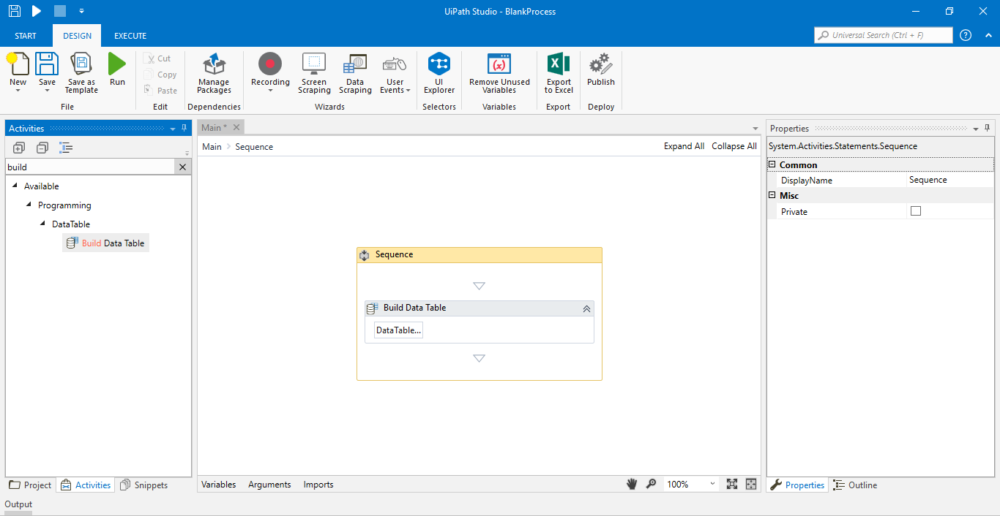 UiPath Studio - BlankProcess
START DESIGN EXECUTE
Universal Search (Ctrl + F)
New Save Save as Template Run
File
Cut
Copy
Paste
Edit
Manage Packages
Dependencies
Recording Screen Scraping Data Scraping User Events
Wizards
UI Explorer
Selectors
Remove Unused Variables
Variables
Export to Excel
Export
Publish
Deploy
Activities
build
Available
Programming
DataTable
Build Data Table
Project Activities Snippets
Main *
Main > Sequence
Expand All Collapse All
Sequence
Build Data Table
DataTable...
Variables Arguments Imports
100%
Properties
System.Activities.Statements.Sequence
Common
DisplayName Sequence
Misc
Private
Properties Outline
Output